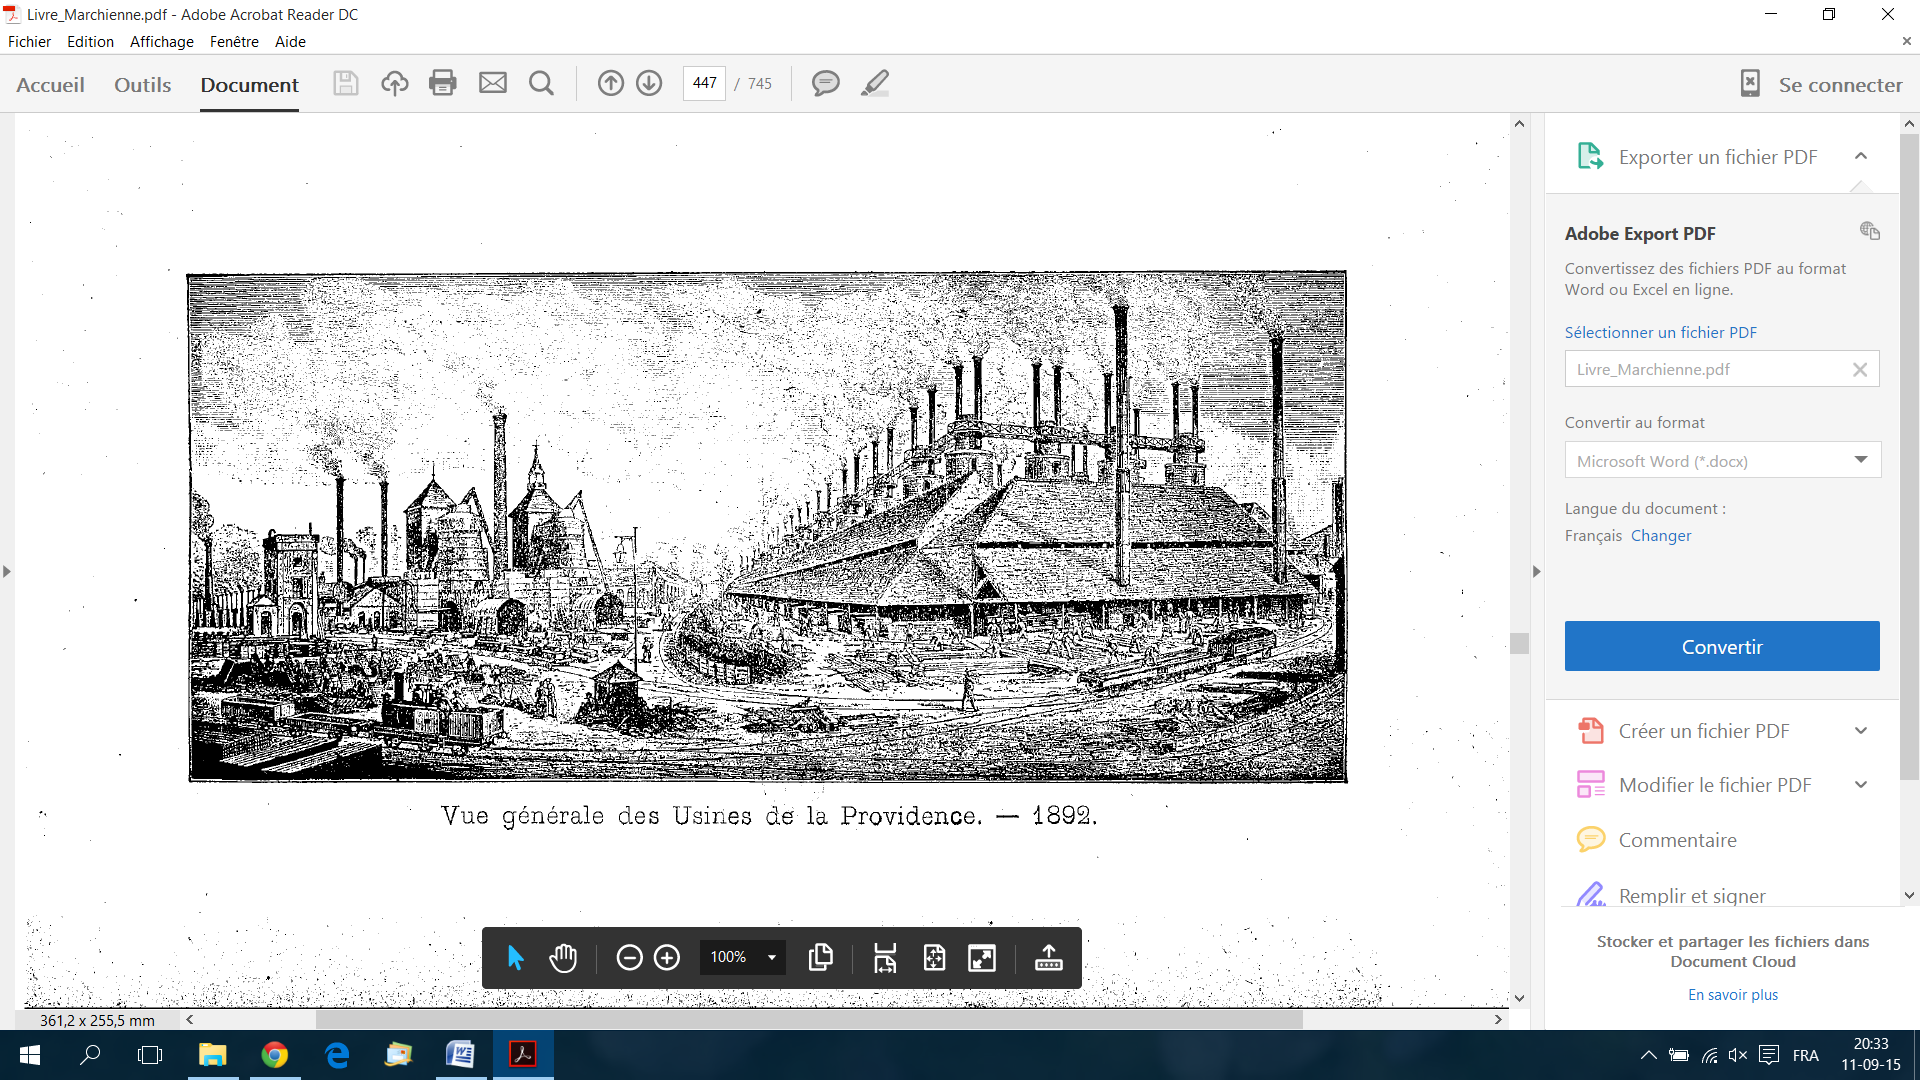 Livre_Marchienne.pdf - Adobe Acrobat Reader DC
Fichier Edition Affichage Fenêtre Aide
Accueil Outils Document 447 / 745 Se connecter
Exporter un fichier PDF
Adobe Export PDF
Convertissez des fichiers PDF au format
Word ou Excel en ligne.
Sélectionner un fichier PDF
Livre_Marchienne.pdf
Convertir au format
Microsoft Word (*.docx)
Langue du document :
Français Changer
Convertir
Créer un fichier PDF
Modifier le fichier PDF
Commentaire
Remplir et signer
Stocker et partager les fichiers dans
Document Cloud
En savoir plus
Vue générale des Usines de la Providence. — 1892.
100%
361,2 x 255,5 mm
FRA
20:33
11-09-15